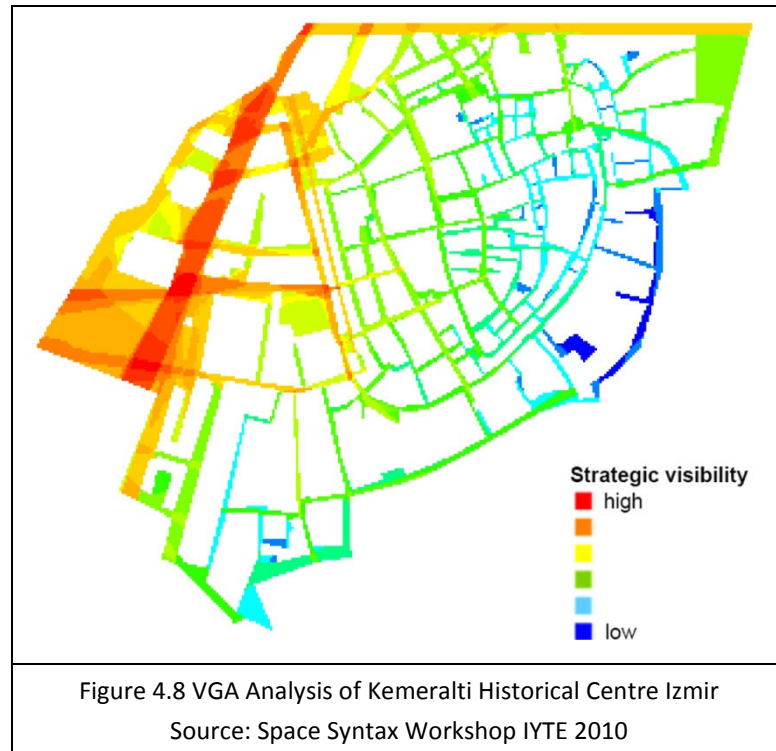 Strategic visibility
high
low
Figure 4.8 VGA Analysis of Kemeralti Historical Centre Izmir
Source: Space Syntax Workshop IYTE 2010